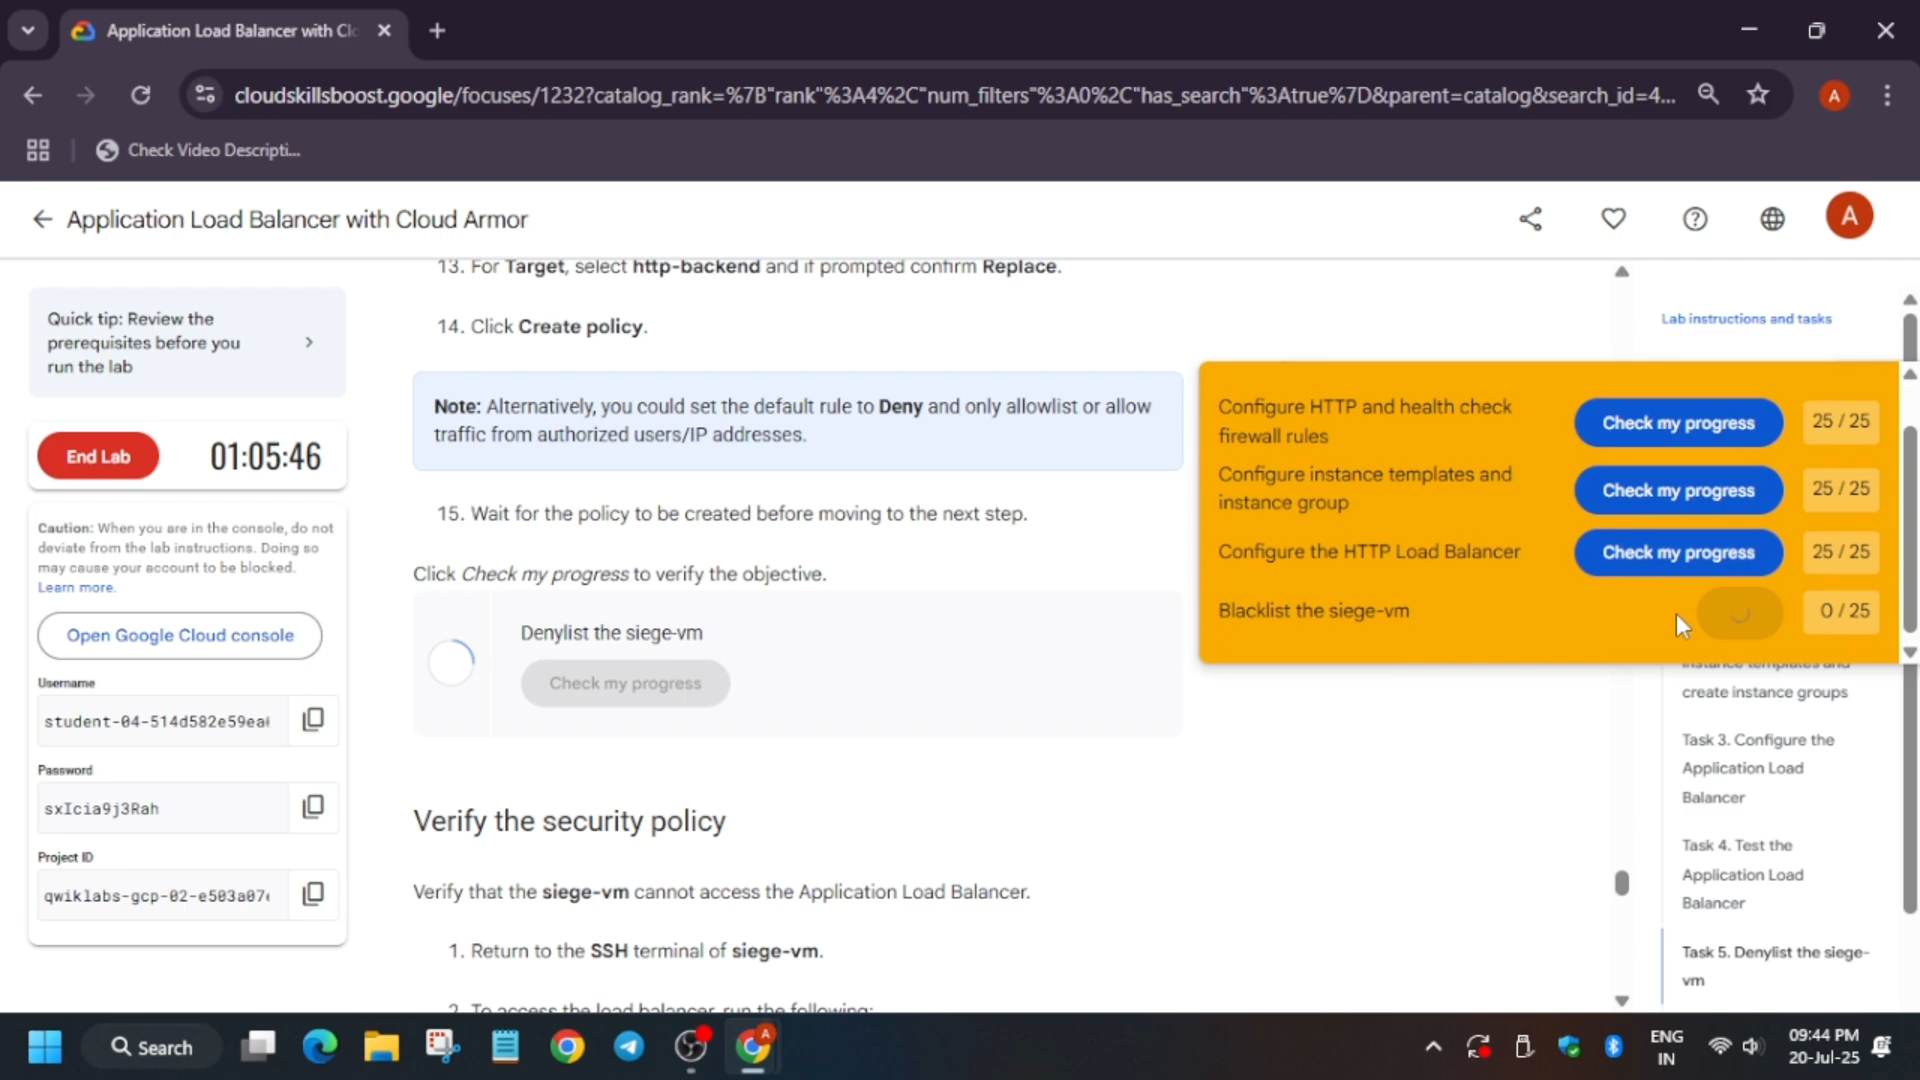 Application Load Balancer with Clo
cloudskillsboost.google/focuses/1232?catalog_rank=%7B"rank"%3A4%2C"num_filters"%3A0%2C"has_search"%3Atrue%7D&parent=catalog&search_id=4...
A
Check Video Descripti...
Application Load Balancer with Cloud Armor
A
Quick tip: Review the
prerequisites before you
run the lab
End Lab
01:05:46
Caution: When you are in the console, do not
deviate from the lab instructions. Doing so
may cause your account to be blocked.
Learn more.
Open Google Cloud console
Username
student-04-514d582e59ea
Password
sxIcia9j3Rah
Project ID
qwiklabs-gcp-02-e503a07
13. For Target, select http-backend and if prompted confirm Replace.
14. Click Create policy.
Note: Alternatively, you could set the default rule to Deny and only allowlist or allow
traffic from authorized users/IP addresses.
15. Wait for the policy to be created before moving to the next step.
Click Check my progress to verify the objective.
Denylist the siege-vm
Check my progress
Verify the security policy
Verify that the siege-vm cannot access the Application Load Balancer.
1. Return to the SSH terminal of siege-vm.
2. To access the load balancer, run the following:
Lab instructions and tasks
Configure HTTP and health check
firewall rules
Check my progress
25 / 25
Configure instance templates and
instance group
Check my progress
25 / 25
Configure the HTTP Load Balancer
Check my progress
25 / 25
Blacklist the siege-vm
0 / 25
instance templates and
create instance groups
Task 3. Configure the
Application Load
Balancer
Task 4. Test the
Application Load
Balancer
Task 5. Denylist the siege-
vm
Search
A
ENG
IN
09:44 PM
20-Jul-25